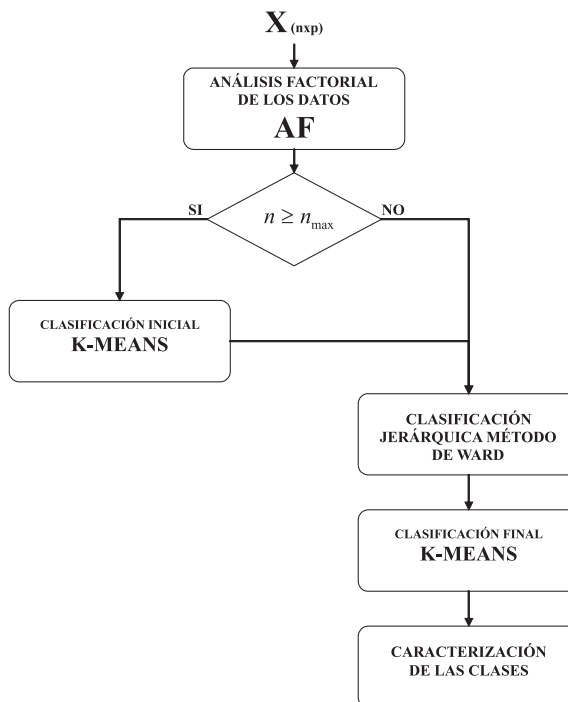 X (nxp)
ANÁLISIS FACTORIAL
DE LOS DATOS
AF
SI
n ≥ nmax
NO
CLASIFICACIÓN INICIAL
K-MEANS
CLASIFICACIÓN
JERÁRQUICA MÉTODO
DE WARD
CLASIFICACIÓN FINAL
K-MEANS
CARACTERIZACIÓN
DE LAS CLASES